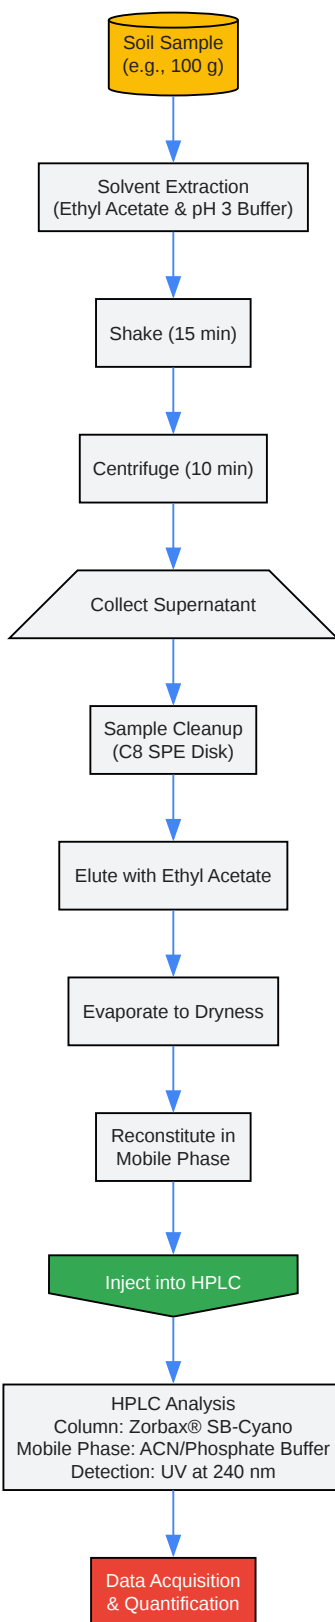 Soil Sample
(e.g., 100 g)
Solvent Extraction
(Ethyl Acetate & pH 3 Buffer)
Shake (15 min)
Centrifuge (10 min)
Collect Supernatant
Sample Cleanup
(C8 SPE Disk)
Elute with Ethyl Acetate
Evaporate to Dryness
Reconstitute in
Mobile Phase
Inject into HPLC
HPLC Analysis
Column: Zorbax® SB-Cyano
Mobile Phase: ACN/Phosphate Buffer
Detection: UV at 240 nm
Data Acquisition
& Quantification